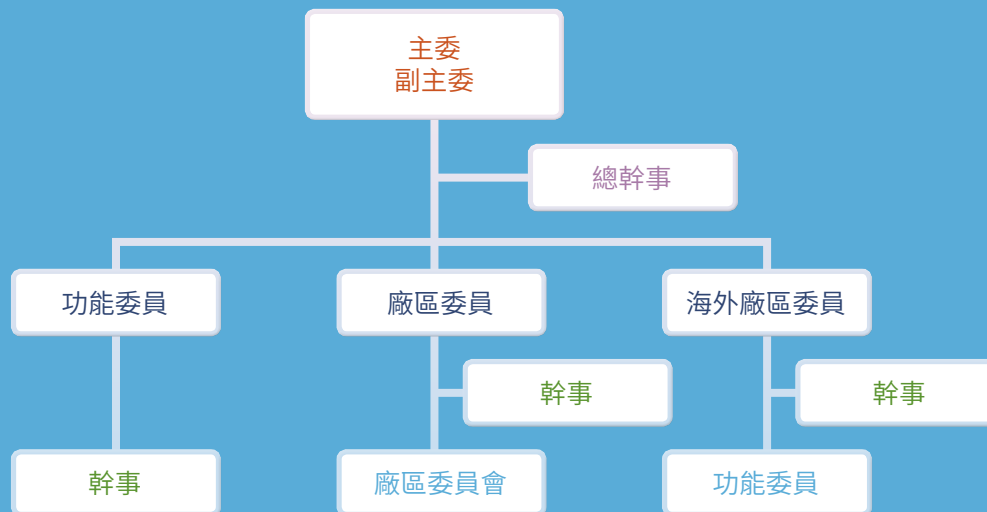 主委
副主委
總幹事
功能委員
廠區委員
海外廠區委員
幹事
幹事
幹事
廠區委員會
功能委員